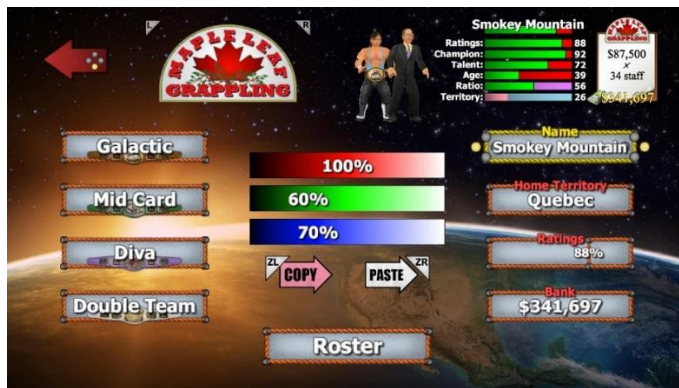 L
R
MAPLE LEAF
GRAPPLING
Smokey Mountain
Ratings: 88
Champion: 92
Talent: 72
Age: 39
Ratio: 56
Territory: 26
GRAPPLING
$87,500
x
34 staff
$341,697
Galactic
Mid Card
Diva
Double Team
100%
60%
70%
ZL
COPY
PASTE
ZR
Name
Smokey Mountain
Home Territory
Quebec
Ratings
88%
Bank
$341,697
Roster